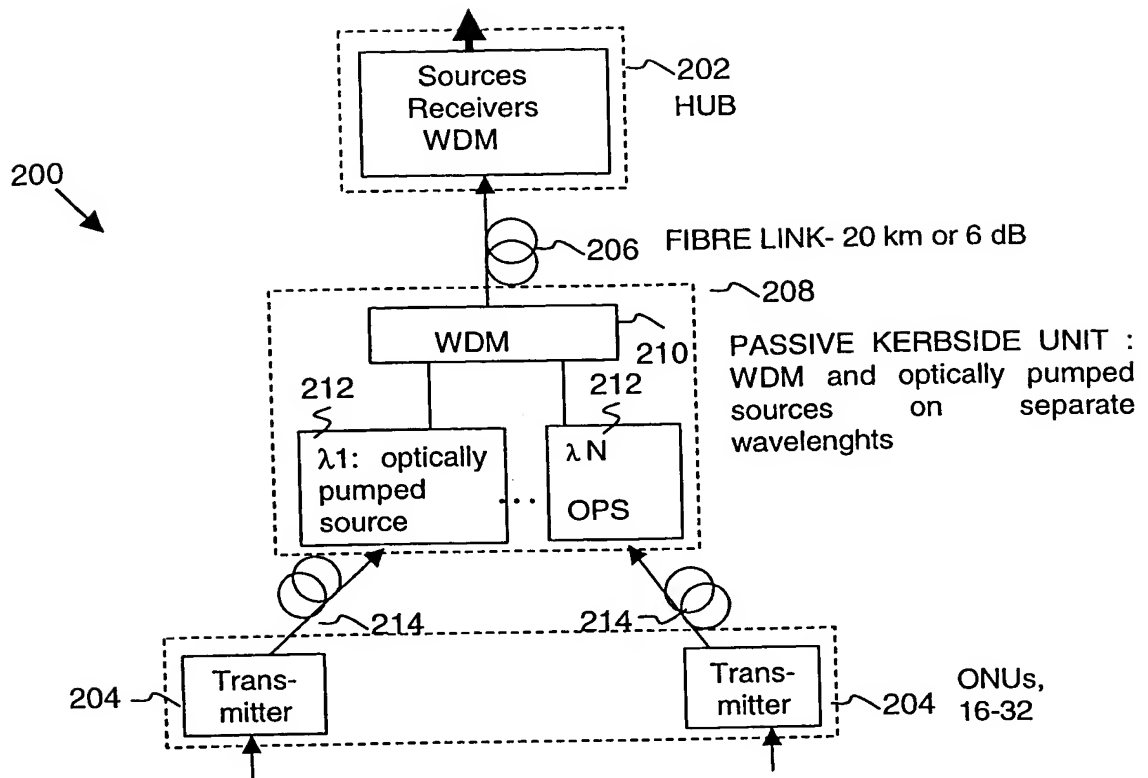 Sources
Receivers
WDM
202
HUB
200
206
FIBRE LINK- 20 km or 6 dB
208
WDM
210
PASSIVE KERBSIDE UNIT :
WDM and optically pumped
sources on separate
wavelenghts
212
212
λ1: optically
pumped
source
...
λN
OPS
214
214
204
Trans-
mitter
Trans-
mitter
204
ONUs,
16-32